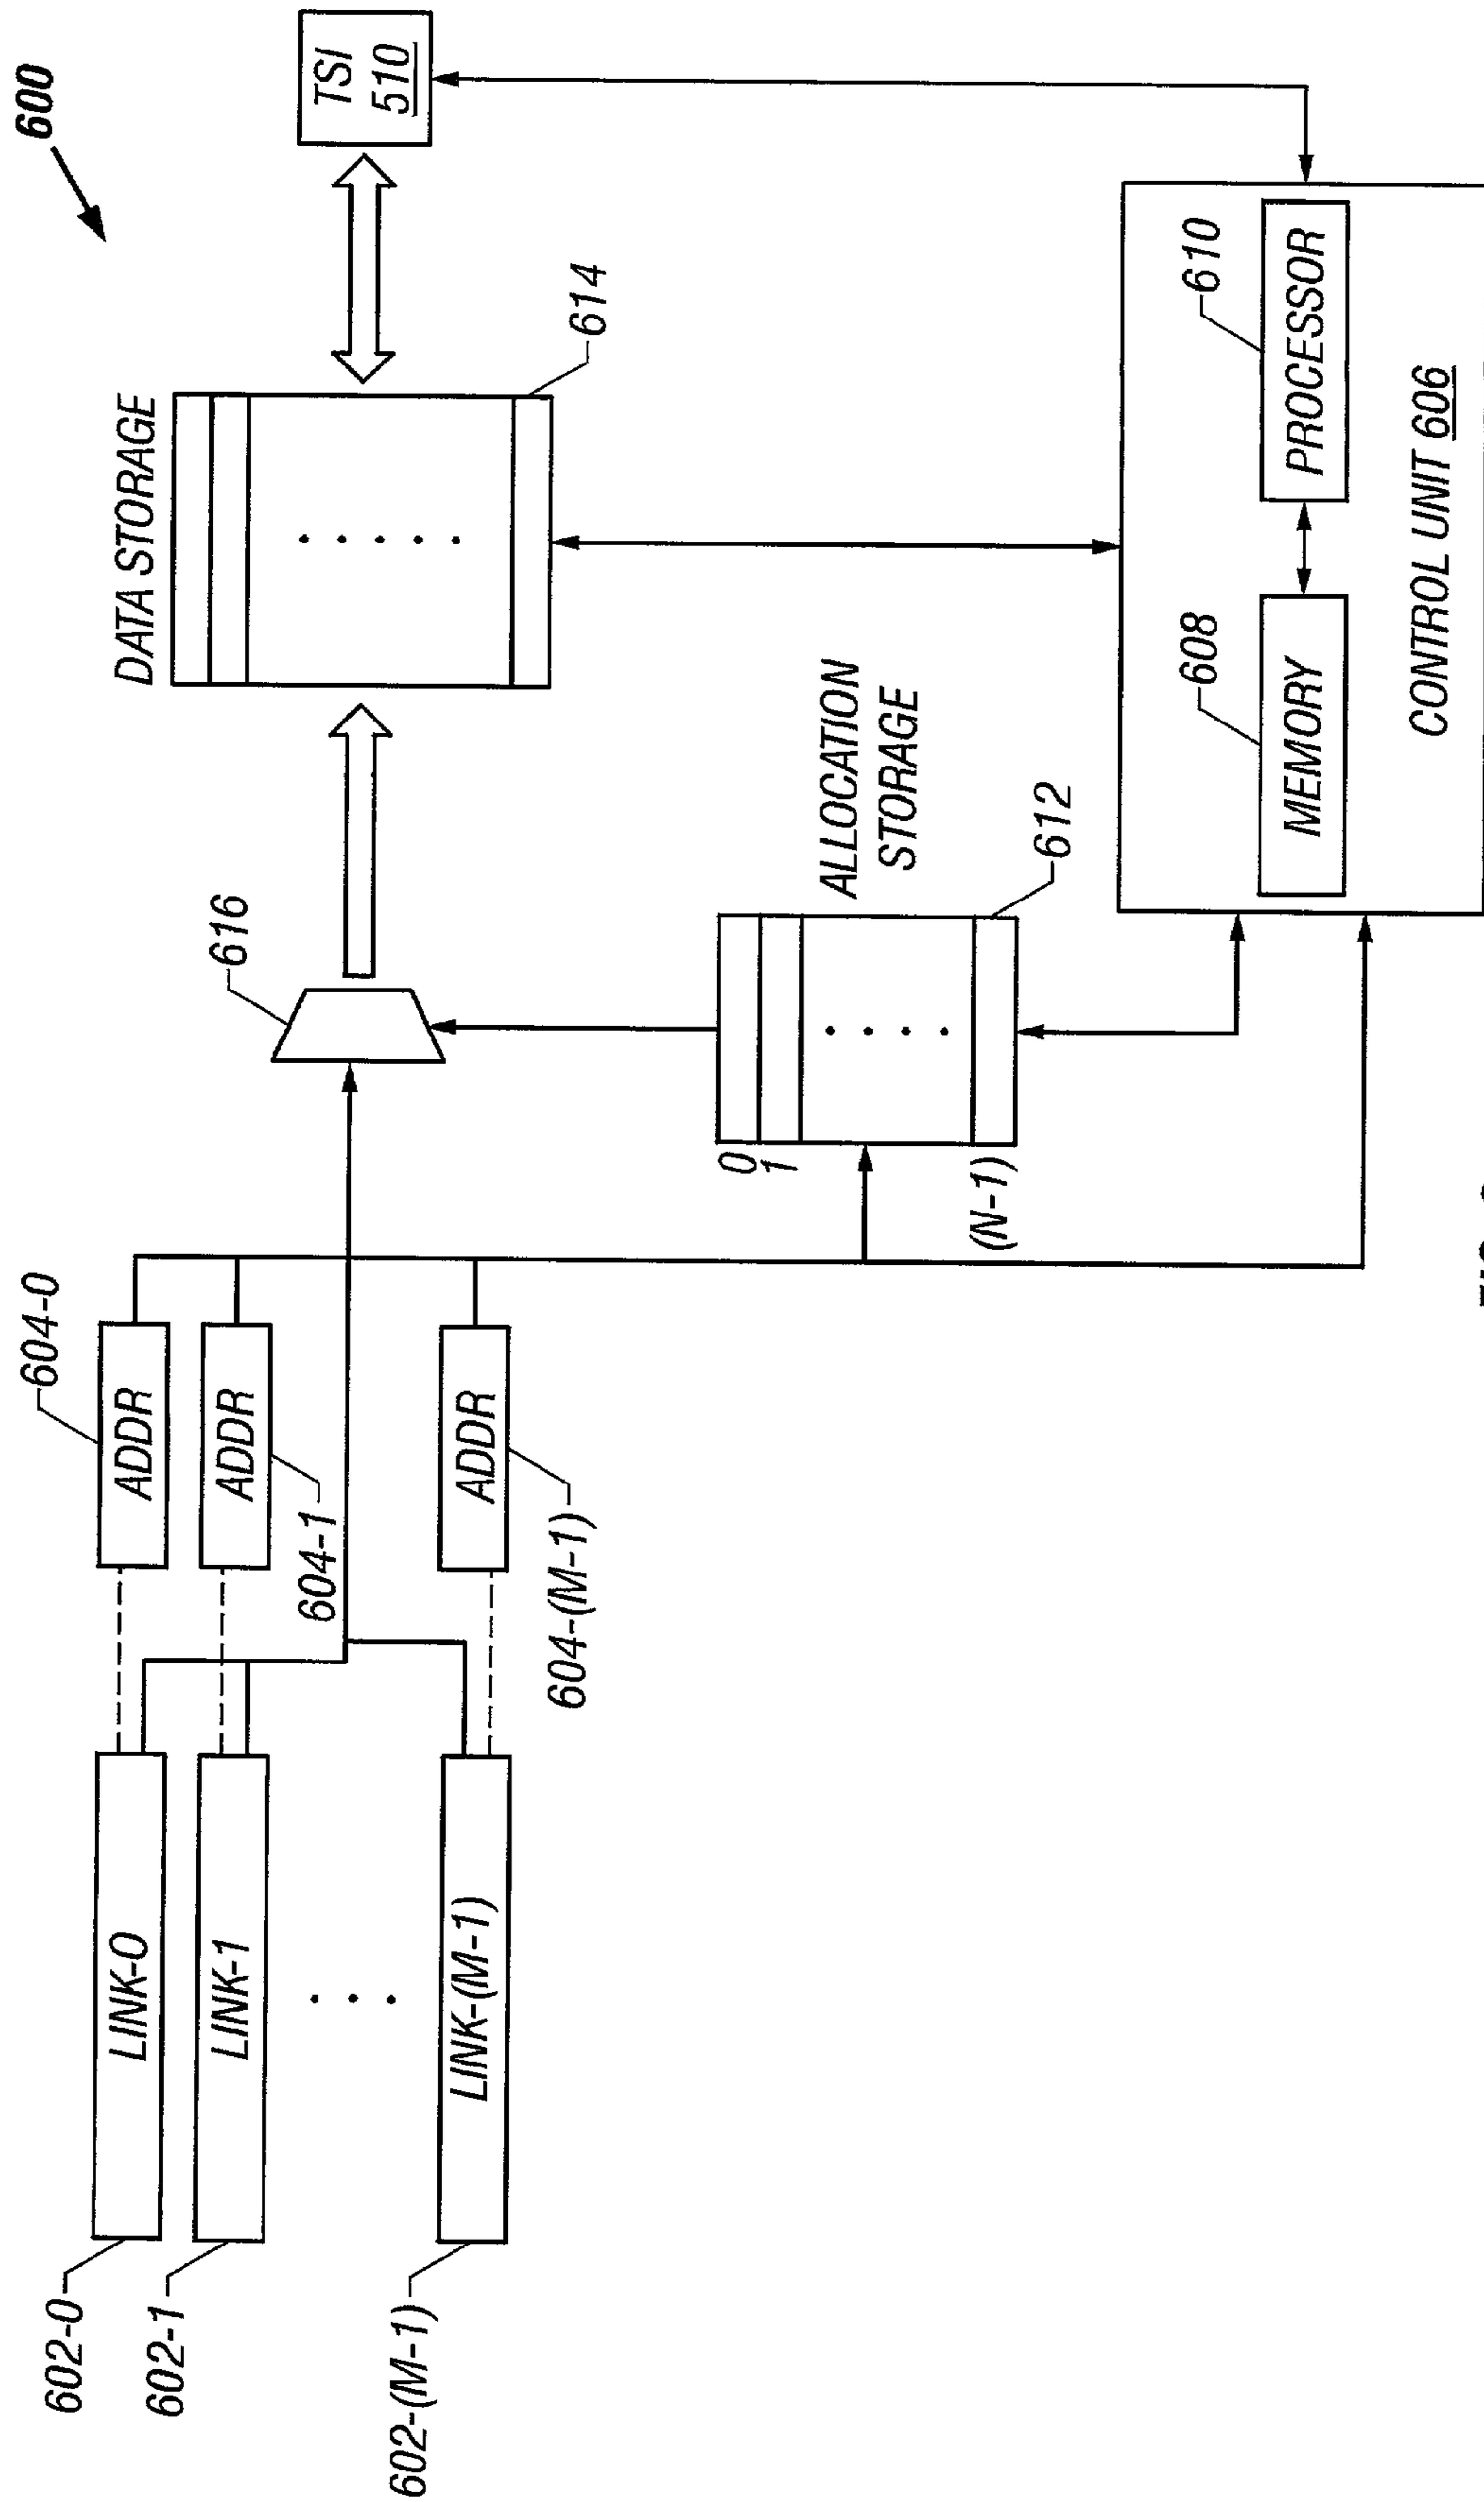 600
TSI
510
DATA STORAGE
614
616
ALLOCATION
STORAGE
612
0
1
(N-1)
604-0
ADDR
ADDR
604-1
ADDR
604-(M-1)
602-0
LINK-0
602-1
LINK-1
602-(M-1)
LINK-(M-1)
608
MEMORY
610
PROCESSOR
CONTROL UNIT 606